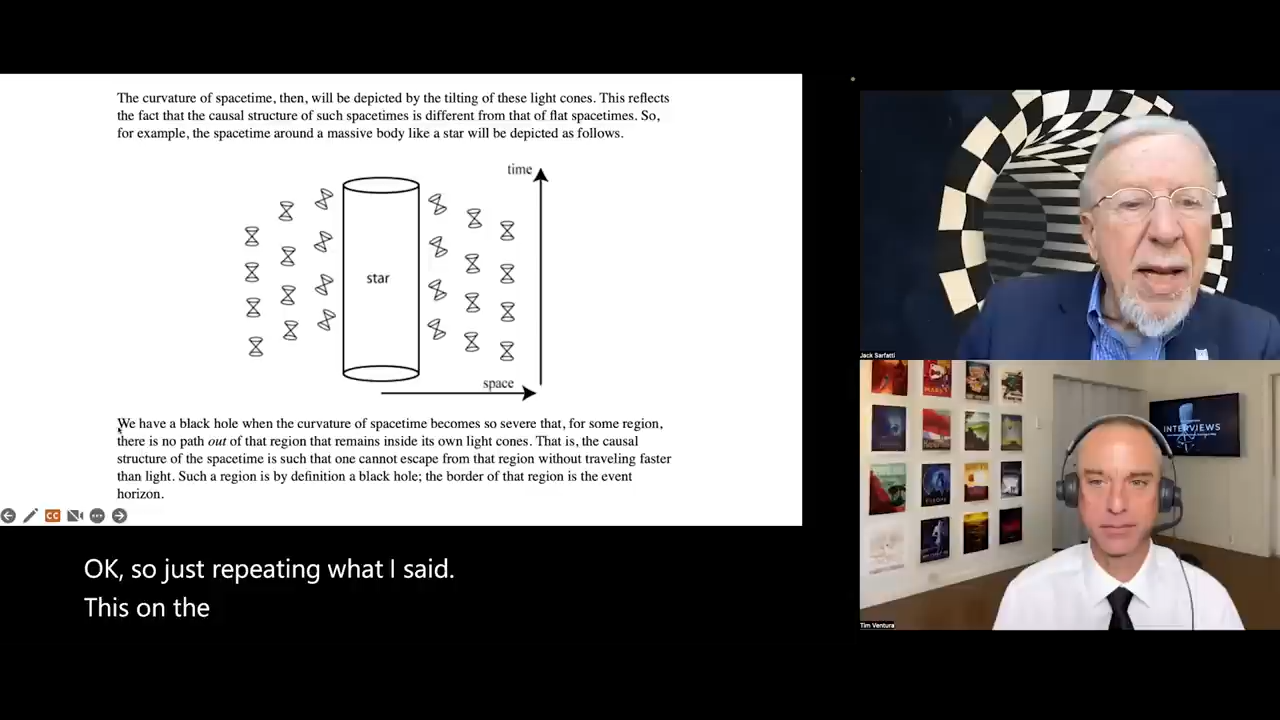 The curvature of spacetime, then, will be depicted by the tilting of these light cones. This reflects
the fact that the causal structure of such spacetimes is different from that of flat spacetimes. So,
for example, the spacetime around a massive body like a star will be depicted as follows.
time
star
space
We have a black hole when the curvature of spacetime becomes so severe that, for some region,
there is no path out of that region that remains inside its own light cones. That is, the causal
structure of the spacetime is such that one cannot escape from that region without traveling faster
than light. Such a region is by definition a black hole; the border of that region is the event
horizon.
CC
OK, so just repeating what I said.
This on the
Jack Sarfatti
INTERVIEWS
Tim Ventura